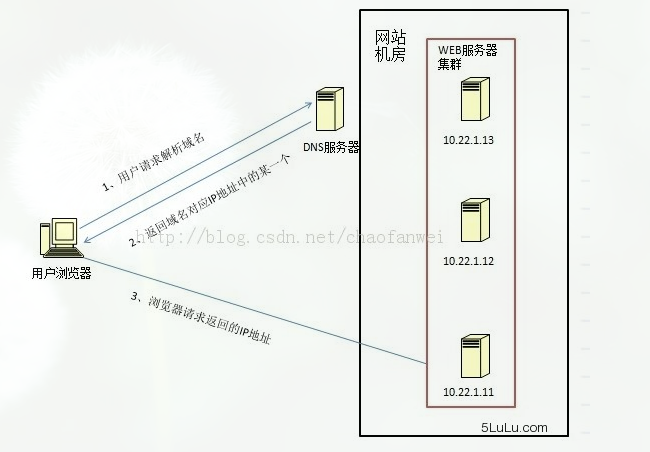 网站
机房
WEB服务器
集群
10.22.1.13
DNS服务器
1、用户请求解析域名
2、返回域名对应IP地址中的某一个
http://blog.csdn.net/chaofanwei
用户浏览器
10.22.1.12
3、浏览器请求返回的IP地址
10.22.1.11
5LuLu.com